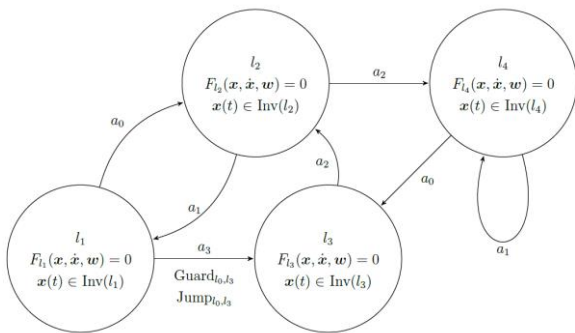 l₂
F_{l₂}(x, ẋ, w) = 0
x(t) ∈ Inv(l₂)
l₄
F_{l₄}(x, ẋ, w) = 0
x(t) ∈ Inv(l₄)
a₂
a₀
a₁
a₂
a₀
a₁
l₁
F_{l₁}(x, ẋ, w) = 0
x(t) ∈ Inv(l₁)
a₃
Guard_{l₀,l₃}
Jump_{l₀,l₃}
l₃
F_{l₃}(x, ẋ, w) = 0
x(t) ∈ Inv(l₃)